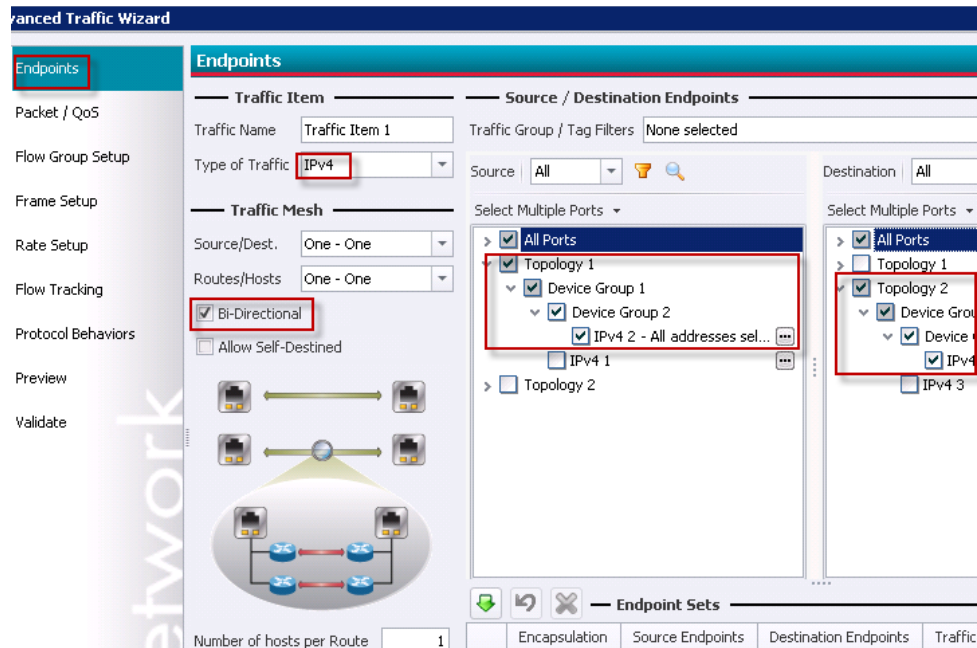 vanced Traffic Wizard
Endpoints
Packet / QoS
Flow Group Setup
Frame Setup
Rate Setup
Flow Tracking
Protocol Behaviors
Preview
Validate
etwork
Endpoints
Traffic Item
Traffic Name Traffic Item 1
Type of Traffic IPv4
Traffic Mesh
Source/Dest. One - One
Routes/Hosts One - One
Bi-Directional
Allow Self-Destined
Number of hosts per Route 1
Source / Destination Endpoints
Traffic Group / Tag Filters None selected
Source All
Select Multiple Ports
All Ports
Topology 1
Device Group 1
Device Group 2
IPv4 2 - All addresses sel...
IPv4 1
Topology 2
Destination All
Select Multiple Ports
All Ports
Topology 1
Topology 2
Device Grou
Device
IPv4
IPv4 3
Endpoint Sets
Encapsulation Source Endpoints Destination Endpoints Traffic